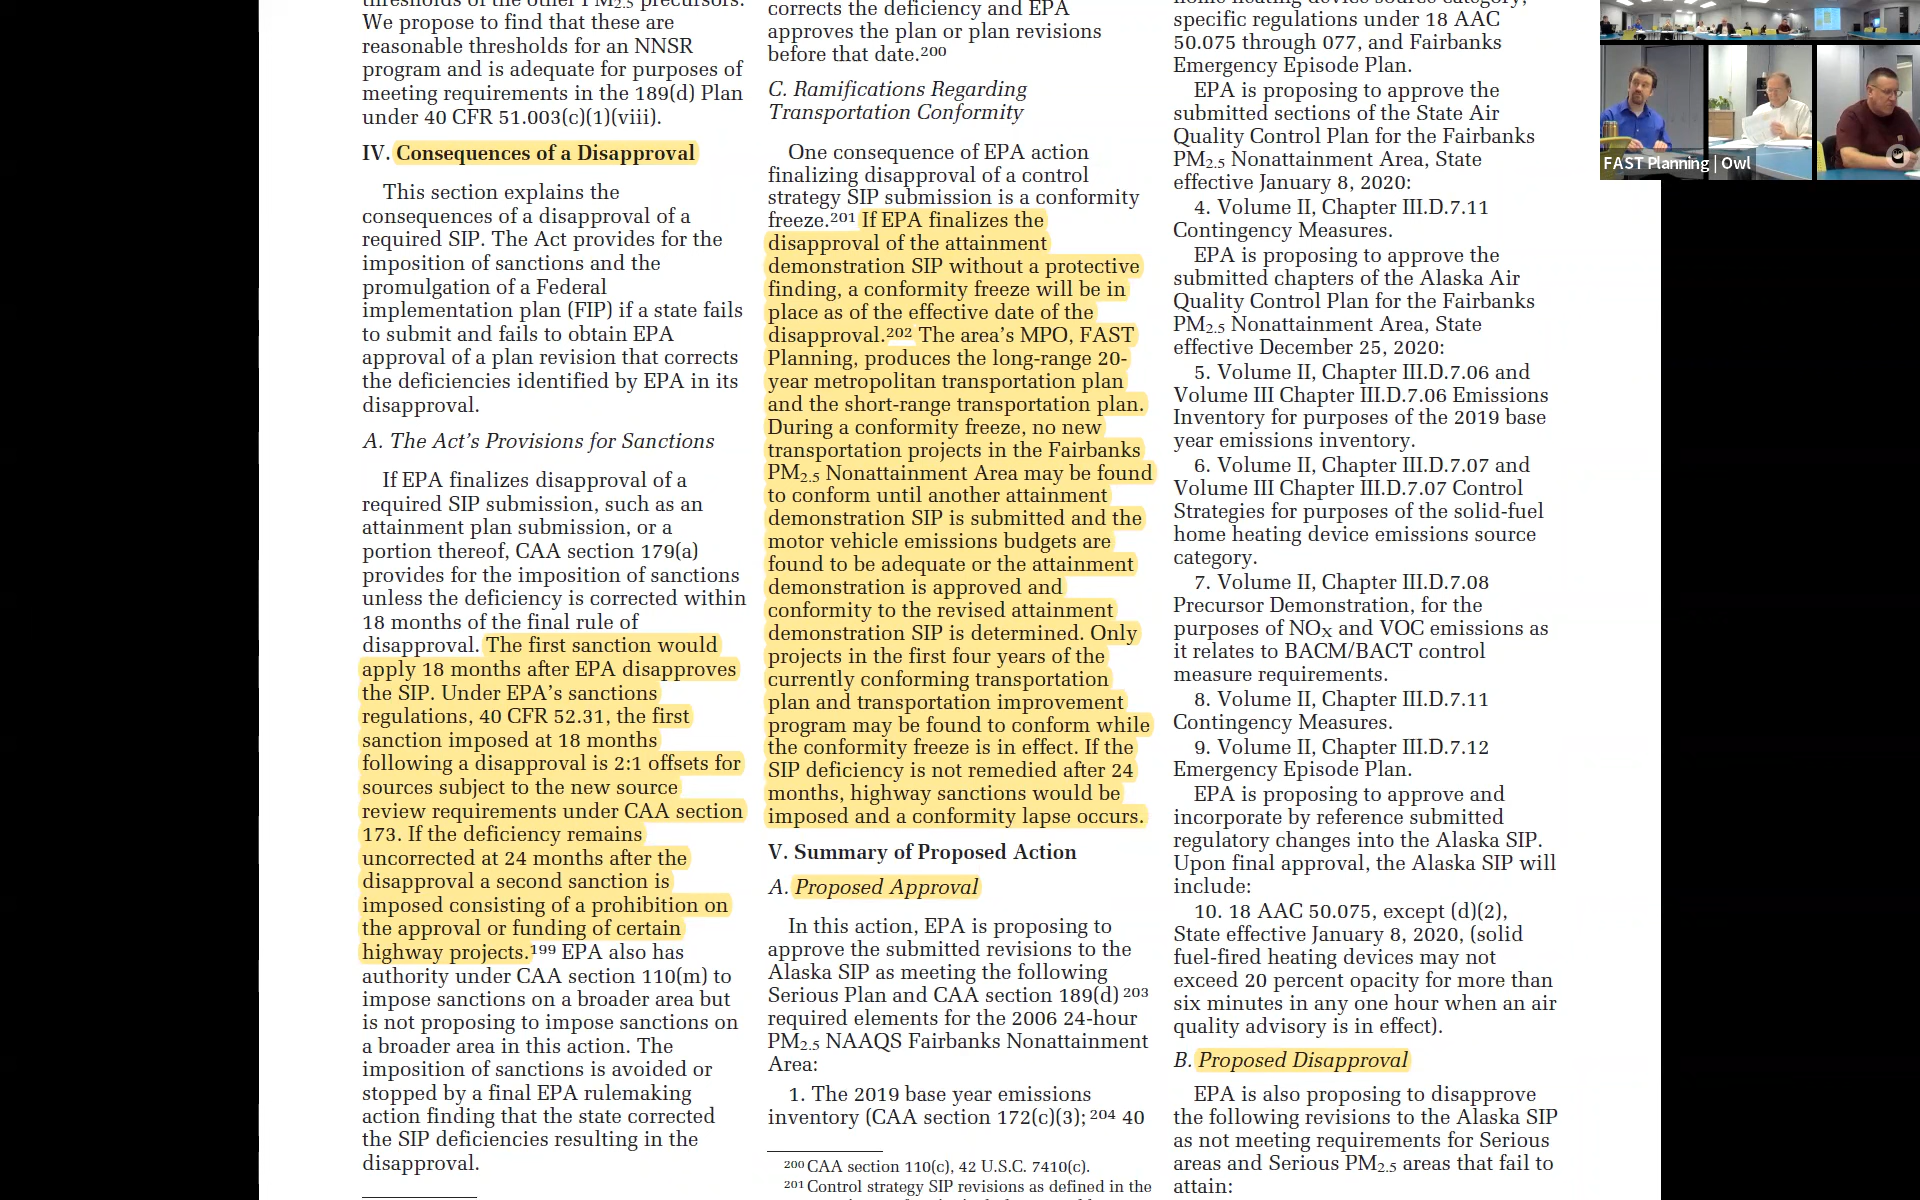 thresholds of the other PM2.5 precursors.
We propose to find that these are
reasonable thresholds for an NNSR
program and is adequate for purposes of
meeting requirements in the 189(d) Plan
under 40 CFR 51.003(c)(1)(viii).
IV. Consequences of a Disapproval
This section explains the
consequences of a disapproval of a
required SIP. The Act provides for the
imposition of sanctions and the
promulgation of a Federal
implementation plan (FIP) if a state fails
to submit and fails to obtain EPA
approval of a plan revision that corrects
the deficiencies identified by EPA in its
disapproval.
A. The Act's Provisions for Sanctions
If EPA finalizes disapproval of a
required SIP submission, such as an
attainment plan submission, or a
portion thereof, CAA section 179(a)
provides for the imposition of sanctions
unless the deficiency is corrected within
18 months of the final rule of
disapproval. The first sanction would
apply 18 months after EPA disapproves
the SIP. Under EPA's sanctions
regulations, 40 CFR 52.31, the first
sanction imposed at 18 months
following a disapproval is 2:1 offsets for
sources subject to the new source
review requirements under CAA section
173. If the deficiency remains
uncorrected at 24 months after the
disapproval a second sanction is
imposed consisting of a prohibition on
the approval or funding of certain
highway projects.199 EPA also has
authority under CAA section 110(m) to
impose sanctions on a broader area but
is not proposing to impose sanctions on
a broader area in this action. The
imposition of sanctions is avoided or
stopped by a final EPA rulemaking
action finding that the state corrected
the SIP deficiencies resulting in the
disapproval.
corrects the deficiency and EPA
approves the plan or plan revisions
before that date.200
C. Ramifications Regarding
Transportation Conformity
One consequence of EPA action
finalizing disapproval of a control
strategy SIP submission is a conformity
freeze.201 If EPA finalizes the
disapproval of the attainment
demonstration SIP without a protective
finding, a conformity freeze will be in
place as of the effective date of the
disapproval.202 The area's MPO, FAST
Planning, produces the long-range 20-
year metropolitan transportation plan
and the short-range transportation plan.
During a conformity freeze, no new
transportation projects in the Fairbanks
PM2.5 Nonattainment Area may be found
to conform until another attainment
demonstration SIP is submitted and the
motor vehicle emissions budgets are
found to be adequate or the attainment
demonstration is approved and
conformity to the revised attainment
demonstration SIP is determined. Only
projects in the first four years of the
currently conforming transportation
plan and transportation improvement
program may be found to conform while
the conformity freeze is in effect. If the
SIP deficiency is not remedied after 24
months, highway sanctions would be
imposed and a conformity lapse occurs.
V. Summary of Proposed Action
A. Proposed Approval
In this action, EPA is proposing to
approve the submitted revisions to the
Alaska SIP as meeting the following
Serious Plan and CAA section 189(d) 203
required elements for the 2006 24-hour
PM2.5 NAAQS Fairbanks Nonattainment
Area:
1. The 2019 base year emissions
inventory (CAA section 172(c)(3); 204 40
200 CAA section 110(c), 42 U.S.C. 7410(c).
201 Control strategy SIP revisions as defined in the
home heating device source category,
specific regulations under 18 AAC
50.075 through 077, and Fairbanks
Emergency Episode Plan.
EPA is proposing to approve the
submitted sections of the State Air
Quality Control Plan for the Fairbanks
PM2.5 Nonattainment Area, State
effective January 8, 2020:
4. Volume II, Chapter III.D.7.11
Contingency Measures.
EPA is proposing to approve the
submitted chapters of the Alaska Air
Quality Control Plan for the Fairbanks
PM2.5 Nonattainment Area, State
effective December 25, 2020:
5. Volume II, Chapter III.D.7.06 and
Volume III Chapter III.D.7.06 Emissions
Inventory for purposes of the 2019 base
year emissions inventory.
6. Volume II, Chapter III.D.7.07 and
Volume III Chapter III.D.7.07 Control
Strategies for purposes of the solid-fuel
home heating device emissions source
category.
7. Volume II, Chapter III.D.7.08
Precursor Demonstration, for the
purposes of NOX and VOC emissions as
it relates to BACM/BACT control
measure requirements.
8. Volume II, Chapter III.D.7.11
Contingency Measures.
9. Volume II, Chapter III.D.7.12
Emergency Episode Plan.
EPA is proposing to approve and
incorporate by reference submitted
regulatory changes into the Alaska SIP.
Upon final approval, the Alaska SIP will
include:
10. 18 AAC 50.075, except (d)(2),
State effective January 8, 2020, (solid
fuel-fired heating devices may not
exceed 20 percent opacity for more than
six minutes in any one hour when an air
quality advisory is in effect).
B. Proposed Disapproval
EPA is also proposing to disapprove
the following revisions to the Alaska SIP
as not meeting requirements for Serious
areas and Serious PM2.5 areas that fail to
attain:
FAST Planning | Owl